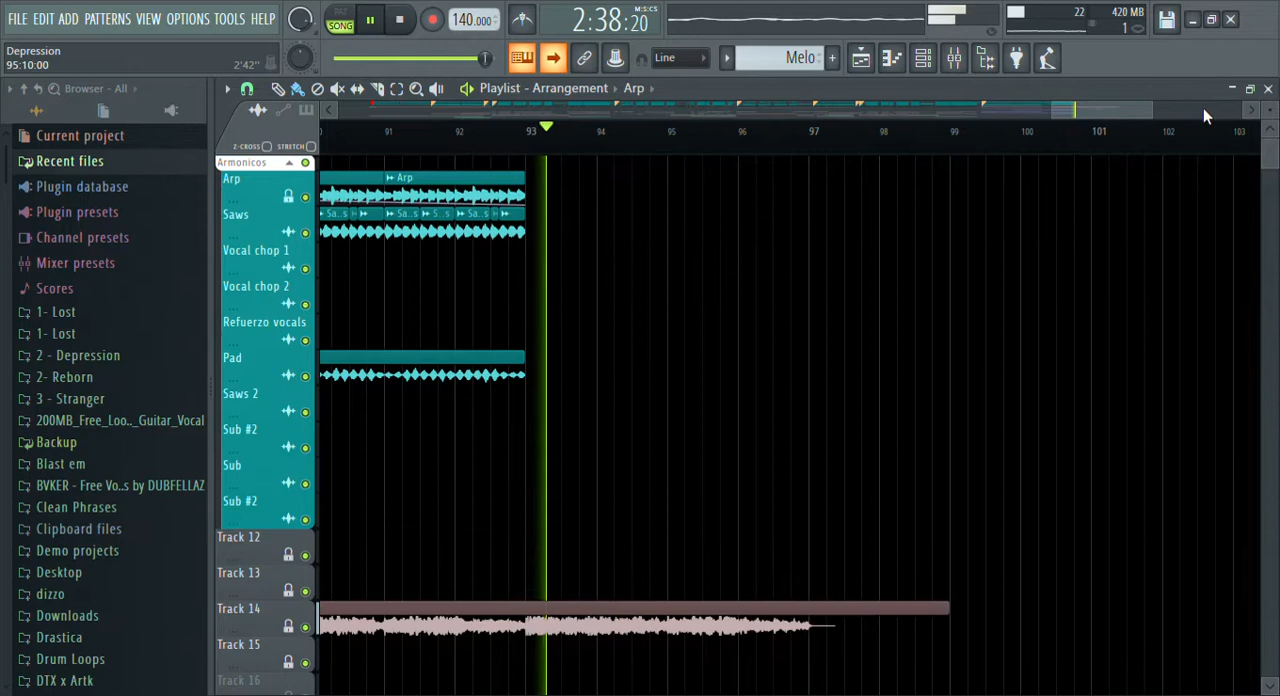 FILE EDIT ADD PATTERNS VIEW OPTIONS TOOLS HELP
PAT
SONG
140.000
2:38:20
M:S:CS
22
420 MB
1
Depression
95:10:00
2'42"
Line
Melo
Browser - All
Playlist - Arrangement Arp
Z-CROSS STRETCH
91 92 93 94 95 96 97 98 99 100 101 102 103
Current project
Recent files
Plugin database
Plugin presets
Channel presets
Mixer presets
Scores
1- Lost
1- Lost
2 - Depression
2- Reborn
3 - Stranger
200MB_Free_Loo.._Guitar_Vocal
Backup
Blast em
BVKER - Free Vo..s by DUBFELLAZ
Clean Phrases
Clipboard files
Demo projects
Desktop
dizzo
Downloads
Drastica
Drum Loops
DTX x Artk
Armonicos
Arp
Arp
Saws
Sa..s Sa..s S...s Sa..s
Vocal chop 1
Vocal chop 2
Refuerzo vocals
Pad
Saws 2
Sub #2
Sub
Sub #2
Track 12
Track 13
Track 14
Track 15
Track 16